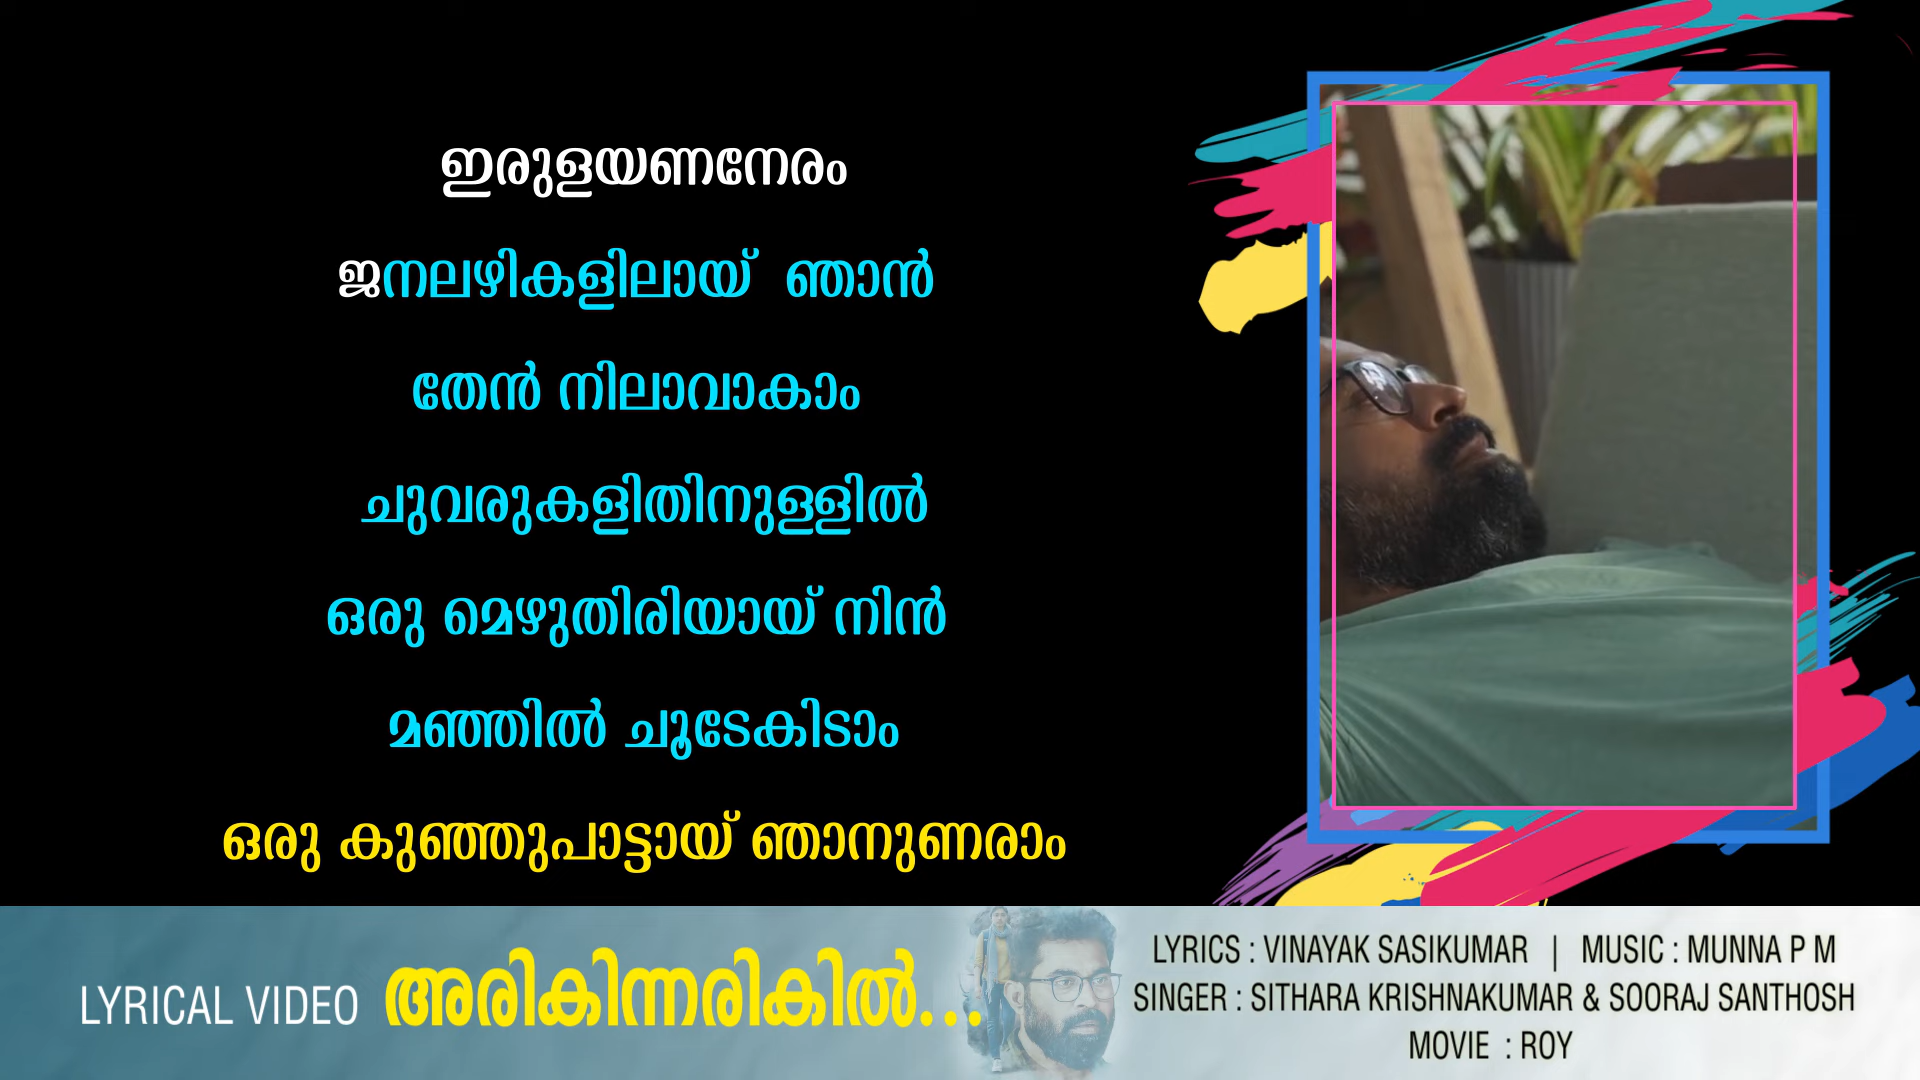 ഇരുളയണനേരം
ജനലഴികളിലായ് ഞാൻ
തേൻ നിലാവാകാം
ചുവരുകളിതിനുള്ളിൽ
ഒരു മെഴുതിരിയായ് നിൻ
മഞ്ഞിൽ ചൂടേകിടാം
ഒരു കുഞ്ഞുപാട്ടായ് ഞാനുണരാം
LYRICAL VIDEO അരികിന്നരികിൽ...
LYRICS : VINAYAK SASIKUMAR | MUSIC : MUNNA P M
SINGER : SITHARA KRISHNAKUMAR & SOORAJ SANTHOSH
MOVIE : ROY